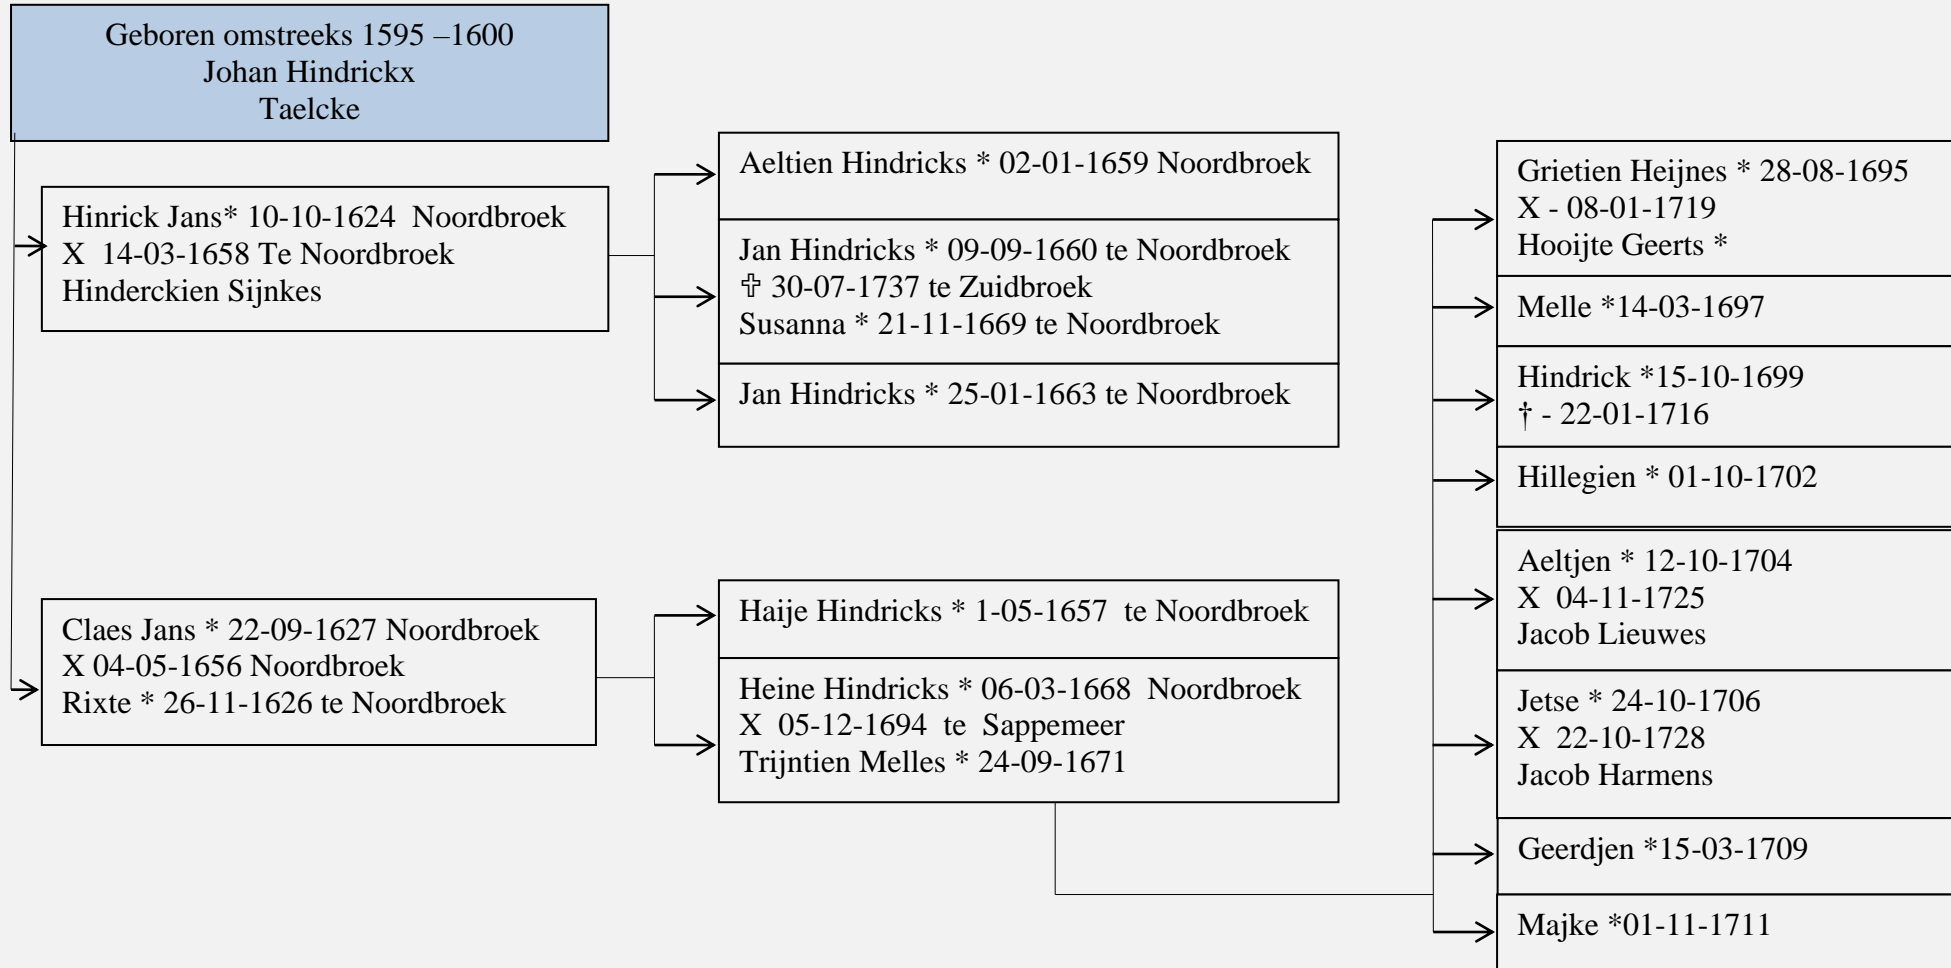 Geboren omstreeks 1595 –1600
Johan Hindrickx
Taelcke
Hinrick Jans* 10-10-1624 Noordbroek
X 14-03-1658 Te Noordbroek
Hinderckien Sijnkes
Claes Jans * 22-09-1627 Noordbroek
X 04-05-1656 Noordbroek
Rixte * 26-11-1626 te Noordbroek
Aeltien Hindricks * 02-01-1659 Noordbroek
Jan Hindricks * 09-09-1660 te Noordbroek
✞ 30-07-1737 te Zuidbroek
Susanna * 21-11-1669 te Noordbroek
Jan Hindricks * 25-01-1663 te Noordbroek
Haije Hindricks * 1-05-1657 te Noordbroek
Heine Hindricks * 06-03-1668 Noordbroek
X 05-12-1694 te Sappemeer
Trijntien Melles * 24-09-1671
Grietien Heijnes * 28-08-1695
X - 08-01-1719
Hooijte Geerts *
Melle *14-03-1697
Hindrick *15-10-1699
† - 22-01-1716
Hillegien * 01-10-1702
Aeltjen * 12-10-1704
X 04-11-1725
Jacob Lieuwes
Jetse * 24-10-1706
X 22-10-1728
Jacob Harmens
Geerdjen *15-03-1709
Majke *01-11-1711